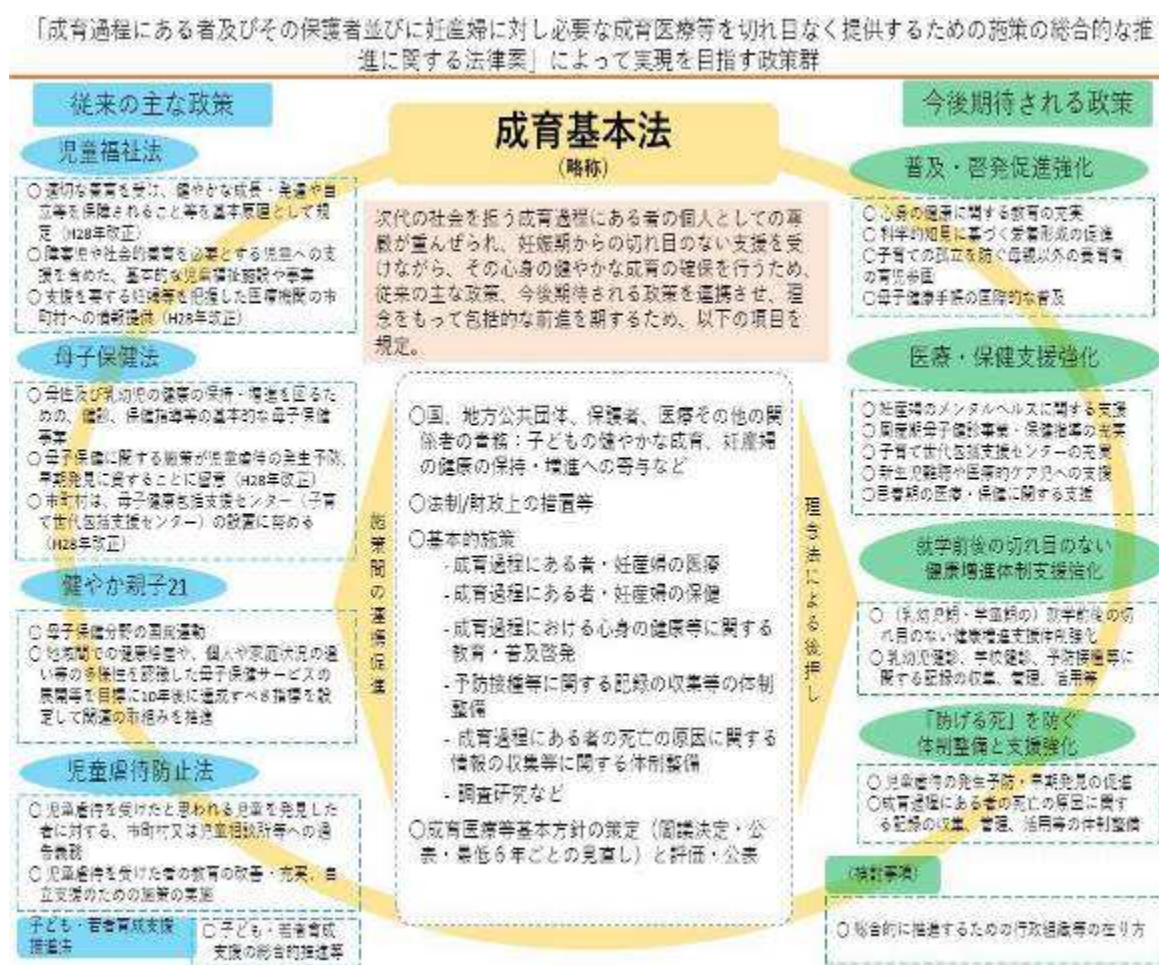 「成育過程にある者及びその保護者並びに妊産婦に対し必要な成育医療等を切れ目なく提供するための施策の総合的な推
進に関する法律案」によって実現を目指す政策群
従来の主な政策
児童福祉法
○ 適切な養育を受け、健やかな成長・発達や自
立等を保障されること等を基本原理として規
定（H28年改正）
○ 障害児や社会的養育を必要とする児童への支
援を含めた、基本的な児童福祉施設や事業
○ 支援を要する妊婦等を把握した医療機関の市
町村への情報提供（H28年改正）
母子保健法
○ 母性及び乳幼児の健康の保持・増進を図るた
めの、健診、保健指導等の基本的な母子保健
事業
○ 母子保健に関する施策が児童虐待の発生予防、
早期発見に資することに留意（H28年改正）
○ 市町村は、母子健康包括支援センター（子育
て世代包括支援センター）の設置に努める
（H28年改正）
健やか親子21
○ 母子保健分野の国民運動
○ 地域間での健康格差や、個人や家庭状況の違
い等の多様性を認識した母子保健サービスの
展開等を目標に10年後に達成すべき指標を設
定して関連の取組みを推進
児童虐待防止法
○ 児童虐待を受けたと思われる児童を発見した
者に対する、市町村又は児童相談所等への通
告義務
○ 児童虐待を受けた者の教育の改善・充実、自
立支援のための施策の実施
子ども・若者育成支援
推進法
○ 子ども・若者育成
支援の総合的推進等
成育基本法
（略称）
次代の社会を担う成育過程にある者の個人としての尊
厳が重んぜられ、妊娠期からの切れ目のない支援を受
けながら、その心身の健やかな成育の確保を行うため、
従来の主な政策、今後期待される政策を連携させ、理
念をもって包括的な前進を期するため、以下の項目を
規定。
施策間の連携促進
○国、地方公共団体、保護者、医療その他の関
係者の責務：子どもの健やかな成育、妊産婦
の健康の保持・増進への寄与など
○法制/財政上の措置等
○基本的施策
- 成育過程にある者・妊産婦の医療
- 成育過程にある者・妊産婦の保健
- 成育過程における心身の健康等に関する
教育・普及啓発
- 予防接種等に関する記録の収集等の体制
整備
- 成育過程にある者の死亡の原因に関する
情報の収集等に関する体制整備
- 調査研究など
○成育医療等基本方針の策定（閣議決定・公
表・最低６年ごとの見直し）と評価・公表
理念法による後押し
今後期待される政策
普及・啓発促進強化
○ 心身の健康に関する教育の充実
○ 科学的知見に基づく愛着形成の促進
○ 子育ての孤立を防ぐ母親以外の養育者
の育児参画
○ 母子健康手帳の国際的な普及
医療・保健支援強化
○ 妊産婦のメンタルヘルスに関する支援
○ 周産期母子健診事業・保健指導の充実
○ 子育て世代包括支援センターの充実
○ 新生児難聴や医療的ケア児への支援
○ 思春期の医療・保健に関する支援
就学前後の切れ目のない
健康増進体制支援強化
○ （乳幼児期・学童期の）就学前後の切
れ目のない健康増進支援体制強化
○ 乳幼児健診、学校健診、予防接種等に
関する記録の収集、管理、活用等
「防げる死」を防ぐ
体制整備と支援強化
○ 児童虐待の発生予防・早期発見の促進
○成育過程にある者の死亡の原因に関す
る記録の収集、管理、活用等の体制整備
（検討事項）
○ 総合的に推進するための行政組織等の在り方